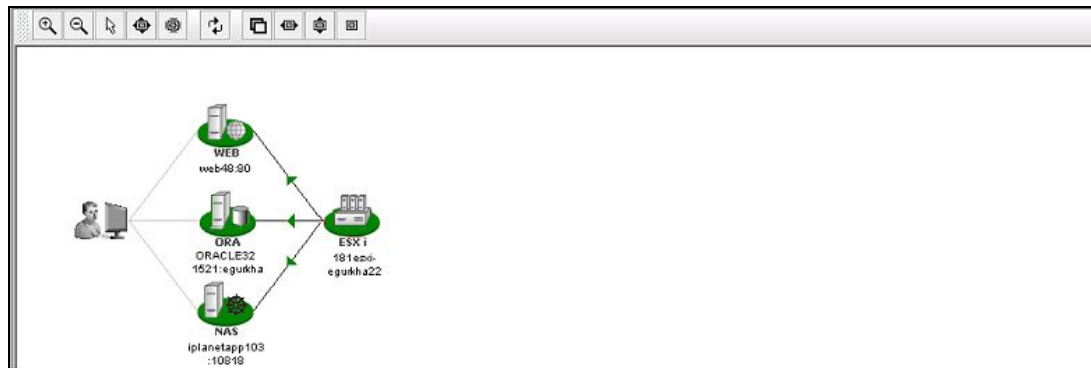 WEB
web48:80
ORA
ORACLE32
1521:egurkha
ESX i
181esxi-
egurkha22
NAS
iplanetapp103
:10818